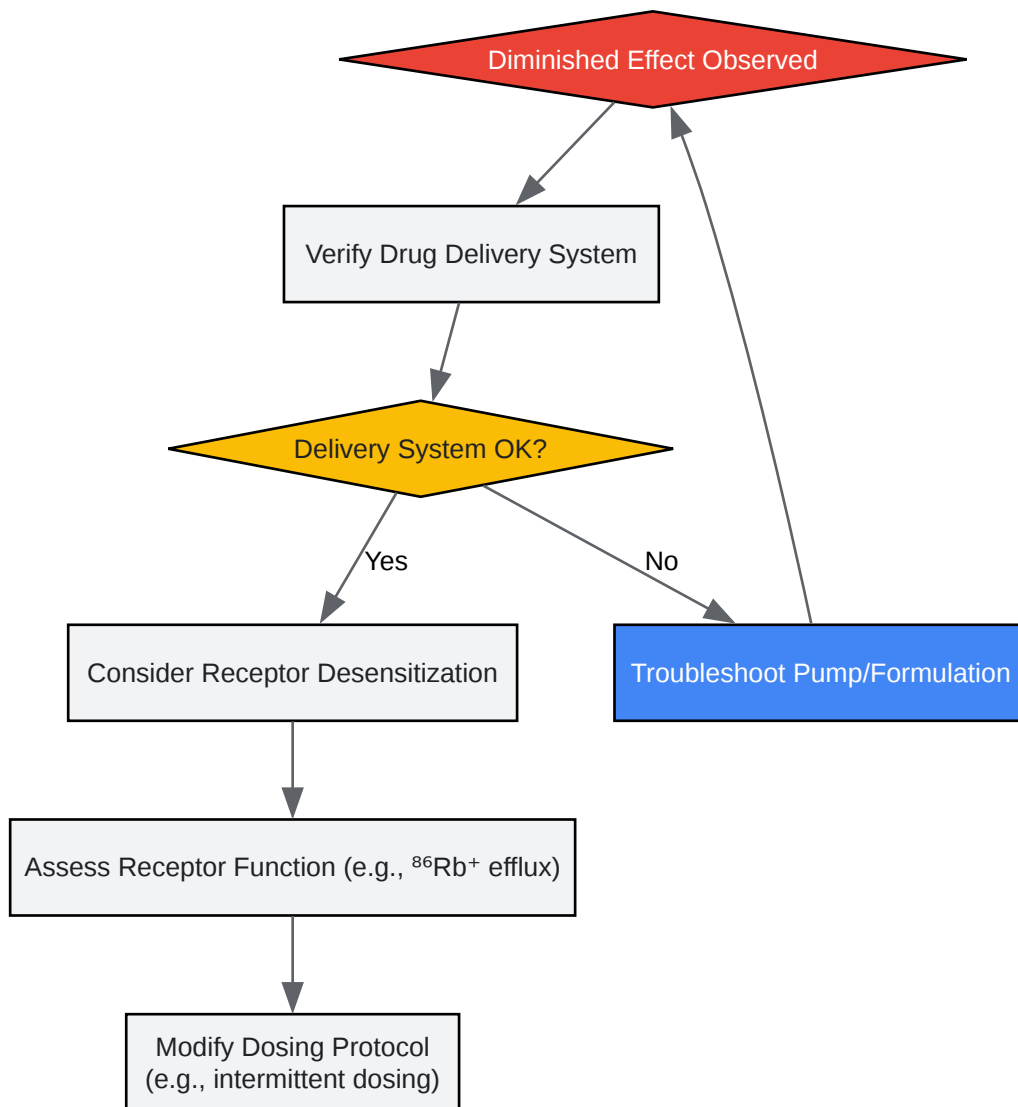 Diminished Effect Observed
Verify Drug Delivery System
Delivery System OK?
Yes
No
Consider Receptor Desensitization
Troubleshoot Pump/Formulation
Assess Receptor Function (e.g., ⁸⁶Rb⁺ efflux)
Modify Dosing Protocol
(e.g., intermittent dosing)